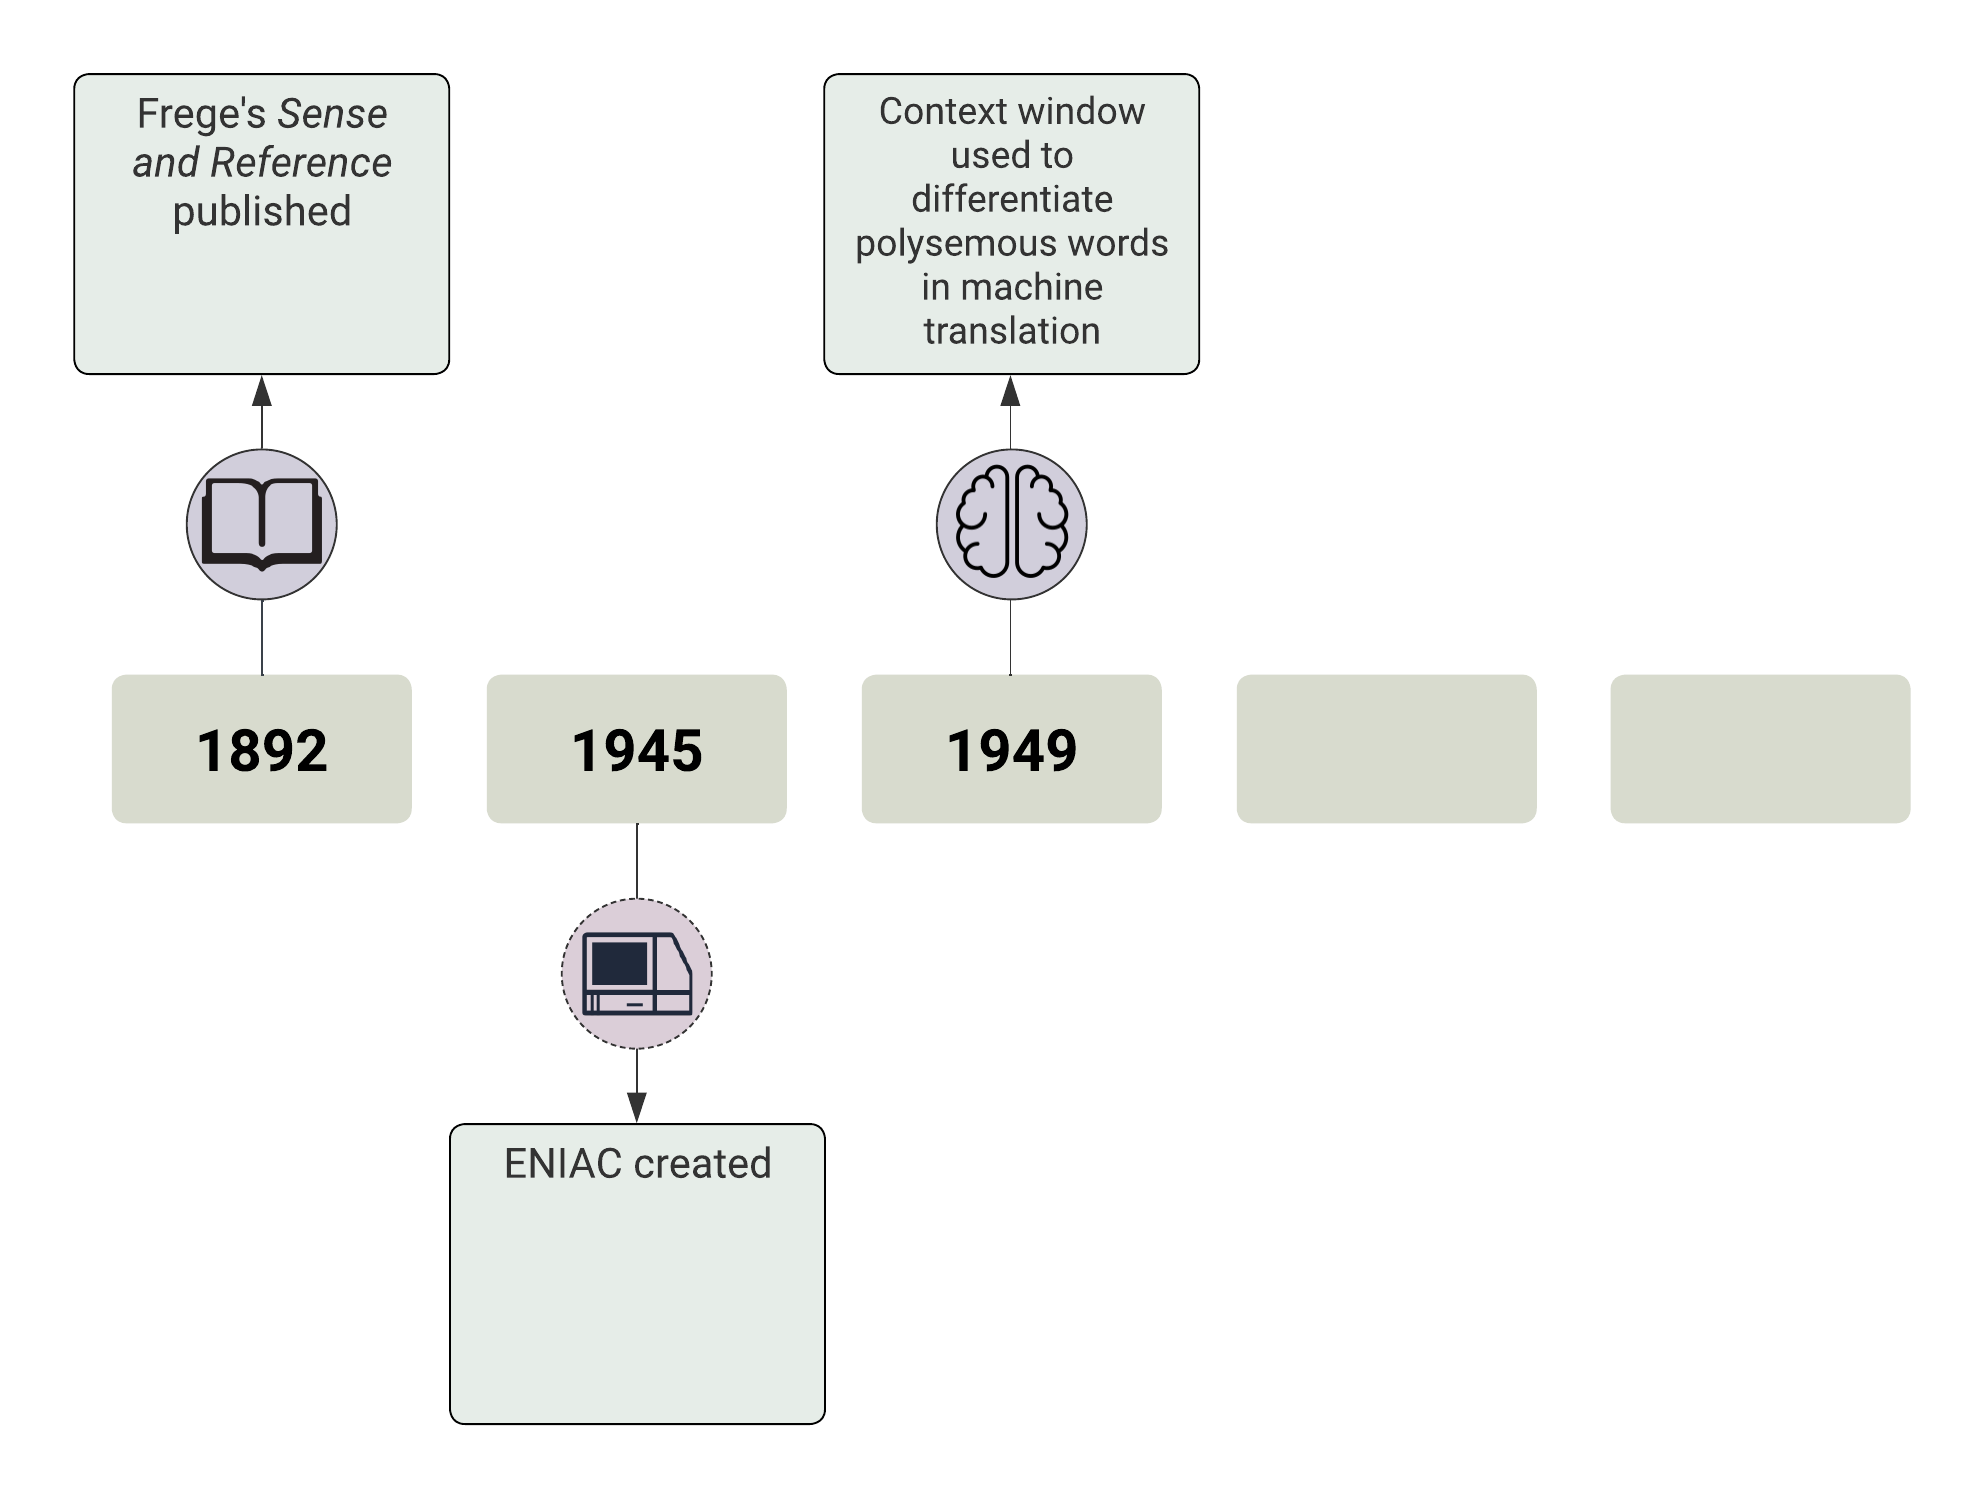 Frege's Sense
and Reference
published
Context window
used to
differentiate
polysemous words
in machine
translation
1892
1945
1949
ENIAC created